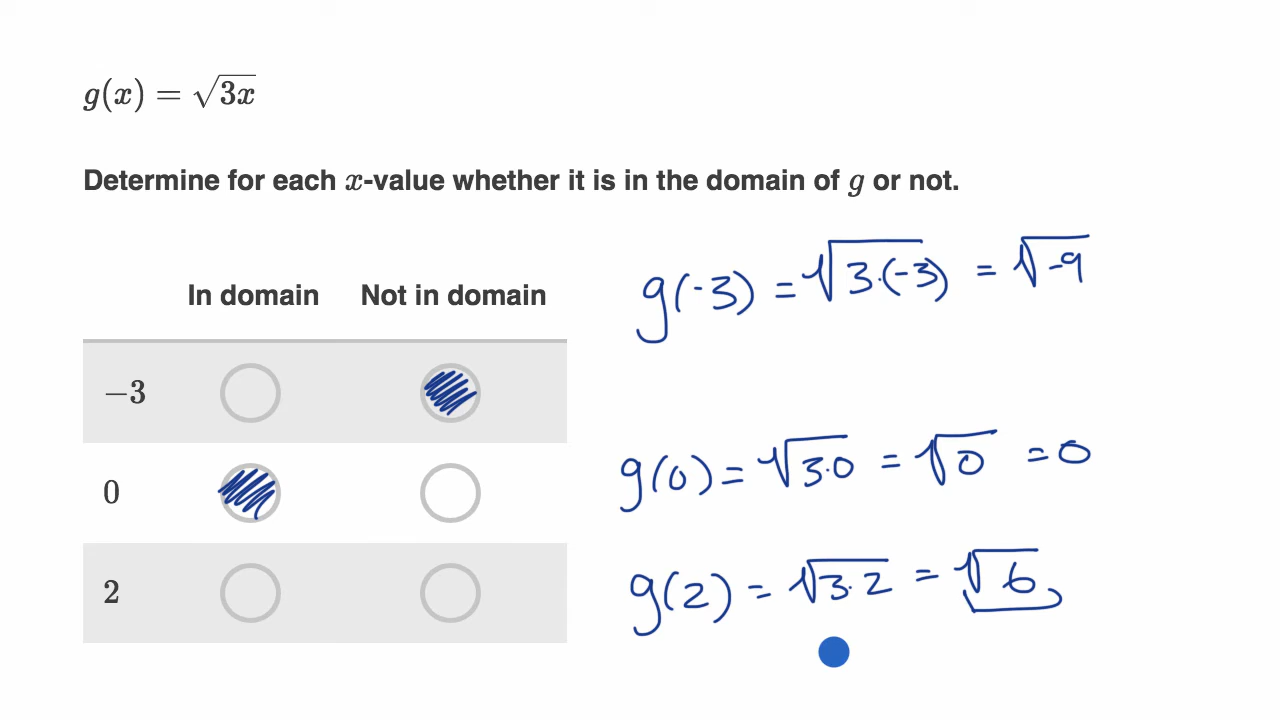 g(x) = √3x
Determine for each x-value whether it is in the domain of g or not.
In domain Not in domain
g(-3) = √3·(-3) = √-9
−3
0
g(0) = √3·0 = √0 = 0
2
g(2) = √3·2 = √6